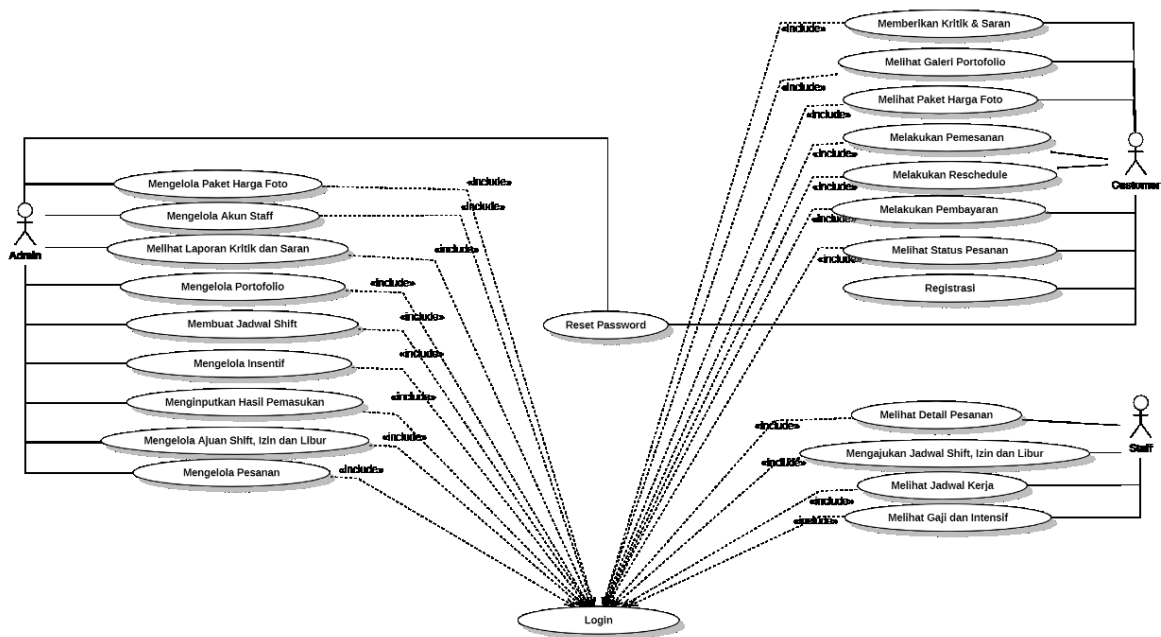 Memberikan Kritik & Saran
«include»
Melihat Galeri Portofolio
«include»
Melihat Paket Harga Foto
«include»
Melakukan Pemesanan
«include»
Melakukan Reschedule
«include»
Customer
Melakukan Pembayaran
«include»
Melihat Status Pesanan
«include»
Registrasi
Mengelola Paket Harga Foto
«include»
Mengelola Akun Staff
«include»
Admin
Melihat Laporan Kritik dan Saran
«include»
Mengelola Portofolio
«include»
Membuat Jadwal Shift
«include»
Reset Password
Mengelola Insentif
«include»
Menginputkan Hasil Pemasukan
«include»
Mengelola Ajuan Shift, Izin dan Libur
«include»
Mengelola Pesanan
«include»
Melihat Detail Pesanan
«include»
Mengajukan Jadwal Shift, Izin dan Libur
«include»
Staff
Melihat Jadwal Kerja
«include»
Melihat Gaji dan Intensif
«include»
Login